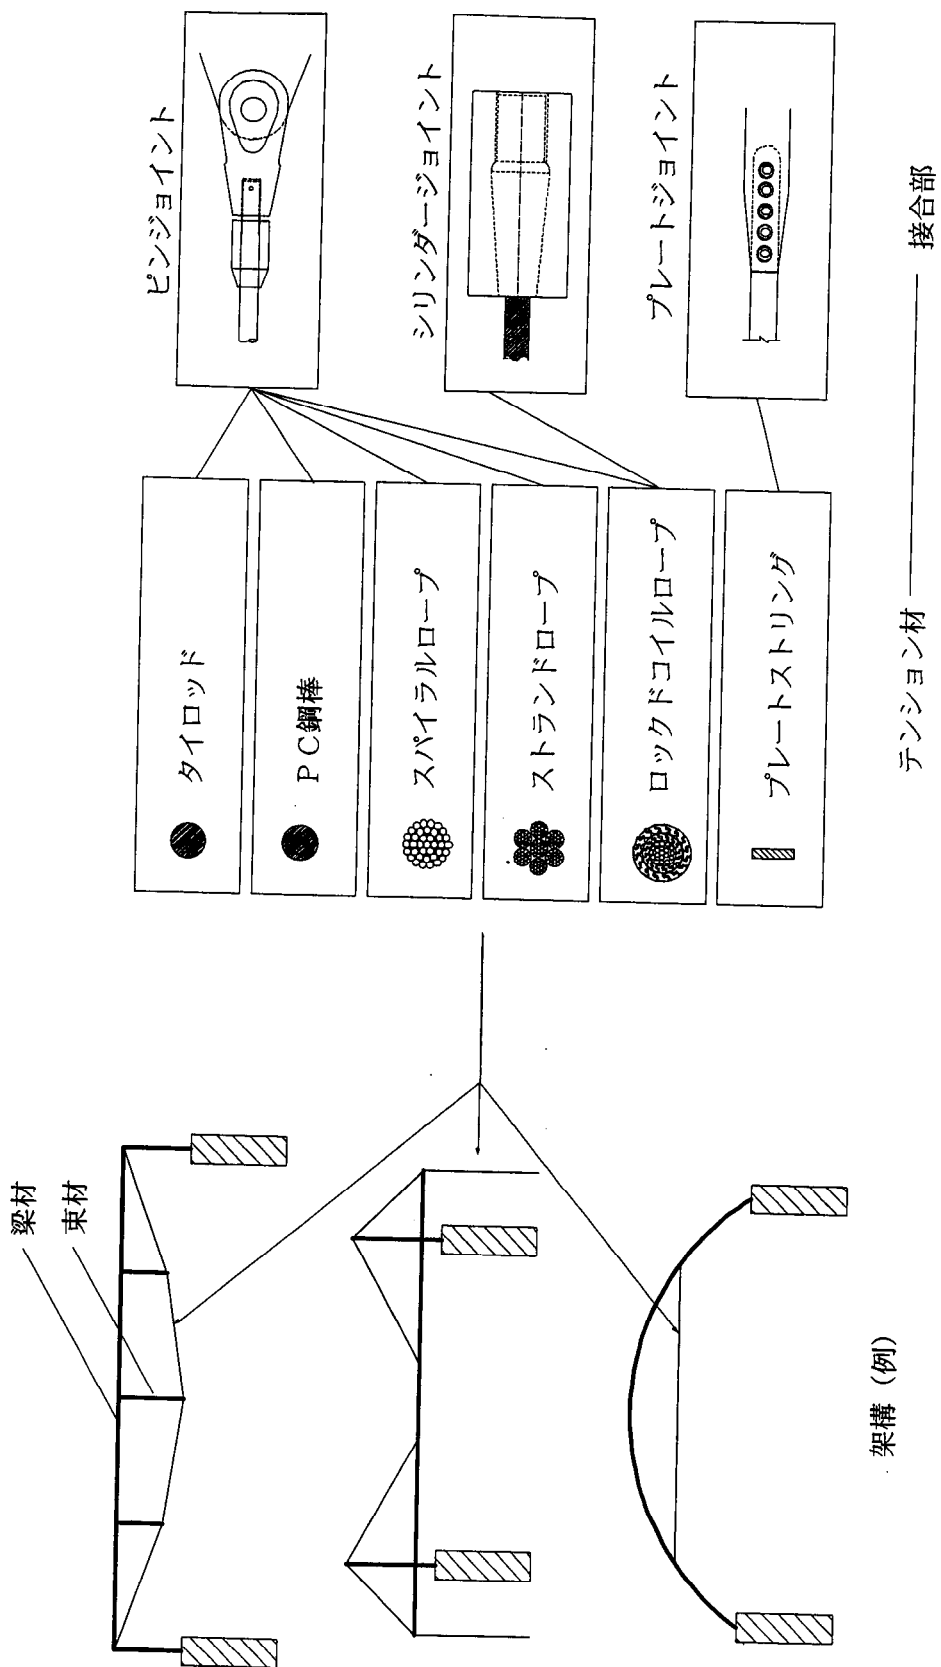 梁材
束材
架構（例）
タイロッド
ＰＣ鋼棒
スパイラルロープ
ストランドロープ
ロックドコイルロープ
プレートストリング
テンション材
ピンジョイント
シリンダージョイント
プレートジョイント
接合部